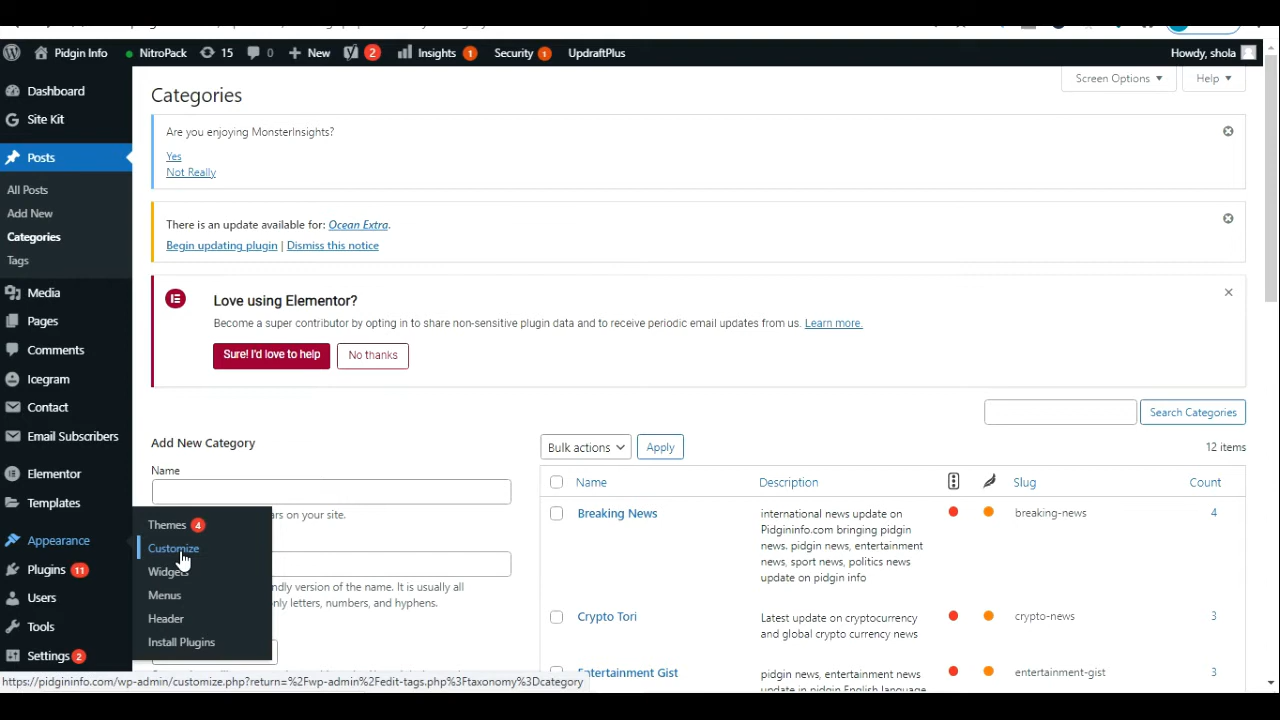 Pidgin Info
NitroPack
15
0
New
2
Insights
1
Security
1
UpdraftPlus
Howdy, shola
Dashboard
Site Kit
Posts
All Posts
Add New
Categories
Tags
Media
Pages
Comments
Icegram
Contact
Email Subscribers
Elementor
Templates
Appearance
Plugins 11
Users
Tools
Settings 2
Themes 4
Customize
Widgets
Menus
Header
Install Plugins
Categories
Screen Options
Help
Are you enjoying MonsterInsights?
Yes
Not Really
There is an update available for: Ocean Extra.
Begin updating plugin | Dismiss this notice
Love using Elementor?
Become a super contributor by opting in to share non-sensitive plugin data and to receive periodic email updates from us. Learn more.
Sure! I'd love to help
No thanks
Search Categories
Add New Category
Name
on your site.
version of the name. It is usually all
only letters, numbers, and hyphens.
Bulk actions
Apply
12 items
Name
Description
Slug
Count
Breaking News
international news update on
Pidgininfo.com bringing pidgin
news. pidgin news, entertainment
news, sport news, politics news
update on pidgin info
breaking-news
4
Crypto Tori
Latest update on cryptocurrency
and global crypto currency news
crypto-news
3
Entertainment Gist
pidgin news, entertainment news
update in pidgin English language
entertainment-gist
3
https://pidgininfo.com/wp-admin/customize.php?return=%2Fwp-admin%2Fedit-tags.php%3Ftaxonomy%3Dcategory